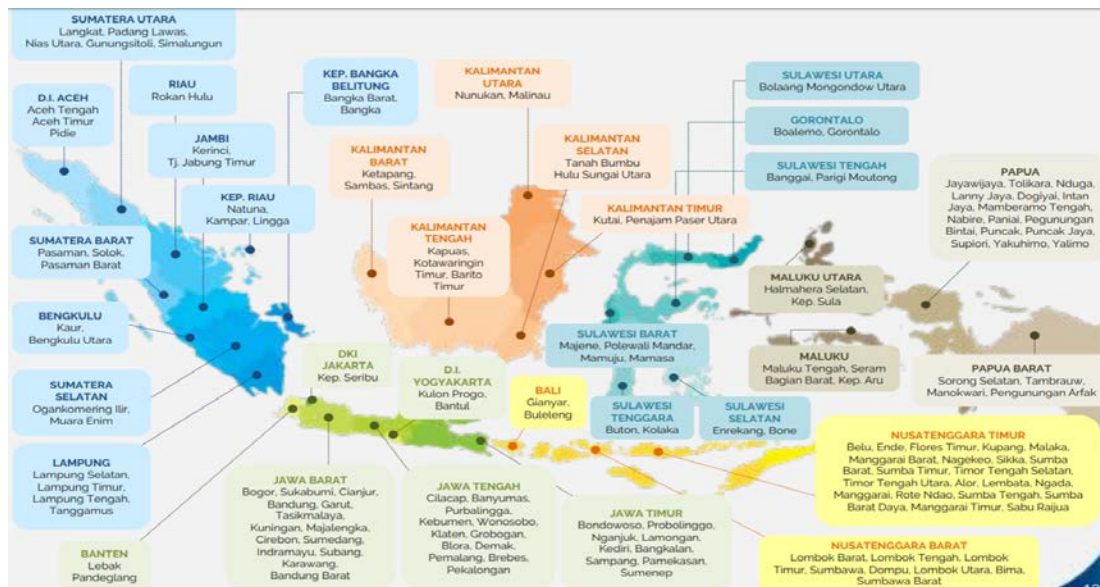 SUMATERA UTARA
Langkat, Padang Lawas,
Nias Utara, Gunungsitoli, Simalungun
D.I. ACEH
Aceh Tengah
Aceh Timur
Pidie
RIAU
Rokan Hulu
JAMBI
Kerinci,
Tj. Jabung Timur
KEP. BANGKA
BELITUNG
Bangka Barat,
Bangka
KEP. RIAU
Natuna,
Kampar, Lingga
SUMATERA BARAT
Pasaman, Solok,
Pasaman Barat
BENGKULU
Kaur,
Bengkulu Utara
SUMATERA
SELATAN
Ogankomering Ilir,
Muara Enim
LAMPUNG
Lampung Selatan,
Lampung Timur,
Lampung Tengah,
Tanggamus
BANTEN
Lebak
Pandeglang
KALIMANTAN
UTARA
Nunukan, Malinau
KALIMANTAN
BARAT
Ketapang,
Sambas, Sintang
KALIMANTAN
SELATAN
Tanah Bumbu
Hulu Sungai Utara
KALIMANTAN TIMUR
Kutai, Penajam Paser Utara
KALIMANTAN
TENGAH
Kapuas,
Kotawaringin
Timur, Barito
Timur
SULAWESI UTARA
Bolaang Mongondow Utara
GORONTALO
Boalemo, Gorontalo
SULAWESI TENGAH
Banggai, Parigi Moutong
SULAWESI BARAT
Majene, Polewali Mandar,
Mamuju, Mamasa
SULAWESI
TENGGARA
Buton, Kolaka
SULAWESI
SELATAN
Enrekang, Bone
MALUKU UTARA
Halmahera Selatan,
Kep. Sula
MALUKU
Maluku Tengah, Seram
Bagian Barat, Kep. Aru
PAPUA
Jayawijaya, Tolikara, Nduga,
Lanny Jaya, Dogiyai, Intan
Jaya, Mamberamo Tengah,
Nabire, Paniai, Pegunungan
Bintai, Puncak, Puncak Jaya,
Supiori, Yakuhimo, Yalimo
PAPUA BARAT
Sorong Selatan, Tambrauw,
Manokwari, Pengunungan Arfak
DKI
JAKARTA
Kep. Seribu
D.I.
YOGYAKARTA
Kulon Progo,
Bantul
BALI
Gianyar,
Buleleng
JAWA BARAT
Bogor, Sukabumi, Cianjur,
Bandung, Garut,
Tasikmalaya,
Kuningan, Majalengka,
Cirebon, Sumedang,
Indramayu, Subang,
Karawang,
Bandung Barat
JAWA TENGAH
Cilacap, Banyumas,
Purbalingga,
Kebumen, Wonosobo,
Klaten, Grobogan,
Blora, Demak,
Pemalang, Brebes,
Pekalongan
JAWA TIMUR
Bondowoso, Probolinggo,
Nganjuk, Lamongan,
Kediri, Bangkalan,
Sampang, Pamekasan,
Sumenep
NUSATENGGARA TIMUR
Belu, Ende, Flores Timur, Kupang, Malaka,
Manggarai Barat, Nagekeo, Sikka, Sumba
Barat, Sumba Timur, Timor Tengah Selatan,
Timor Tengah Utara, Alor, Lembata, Ngada,
Manggarai, Rote Ndao, Sumba Tengah, Sumba
Barat Daya, Manggarai Timur, Sabu Raijua
NUSATENGGARA BARAT
Lombok Barat, Lombok Tengah, Lombok
Timur, Sumbawa, Dompu, Lombok Utara, Bima,
Sumbawa Barat